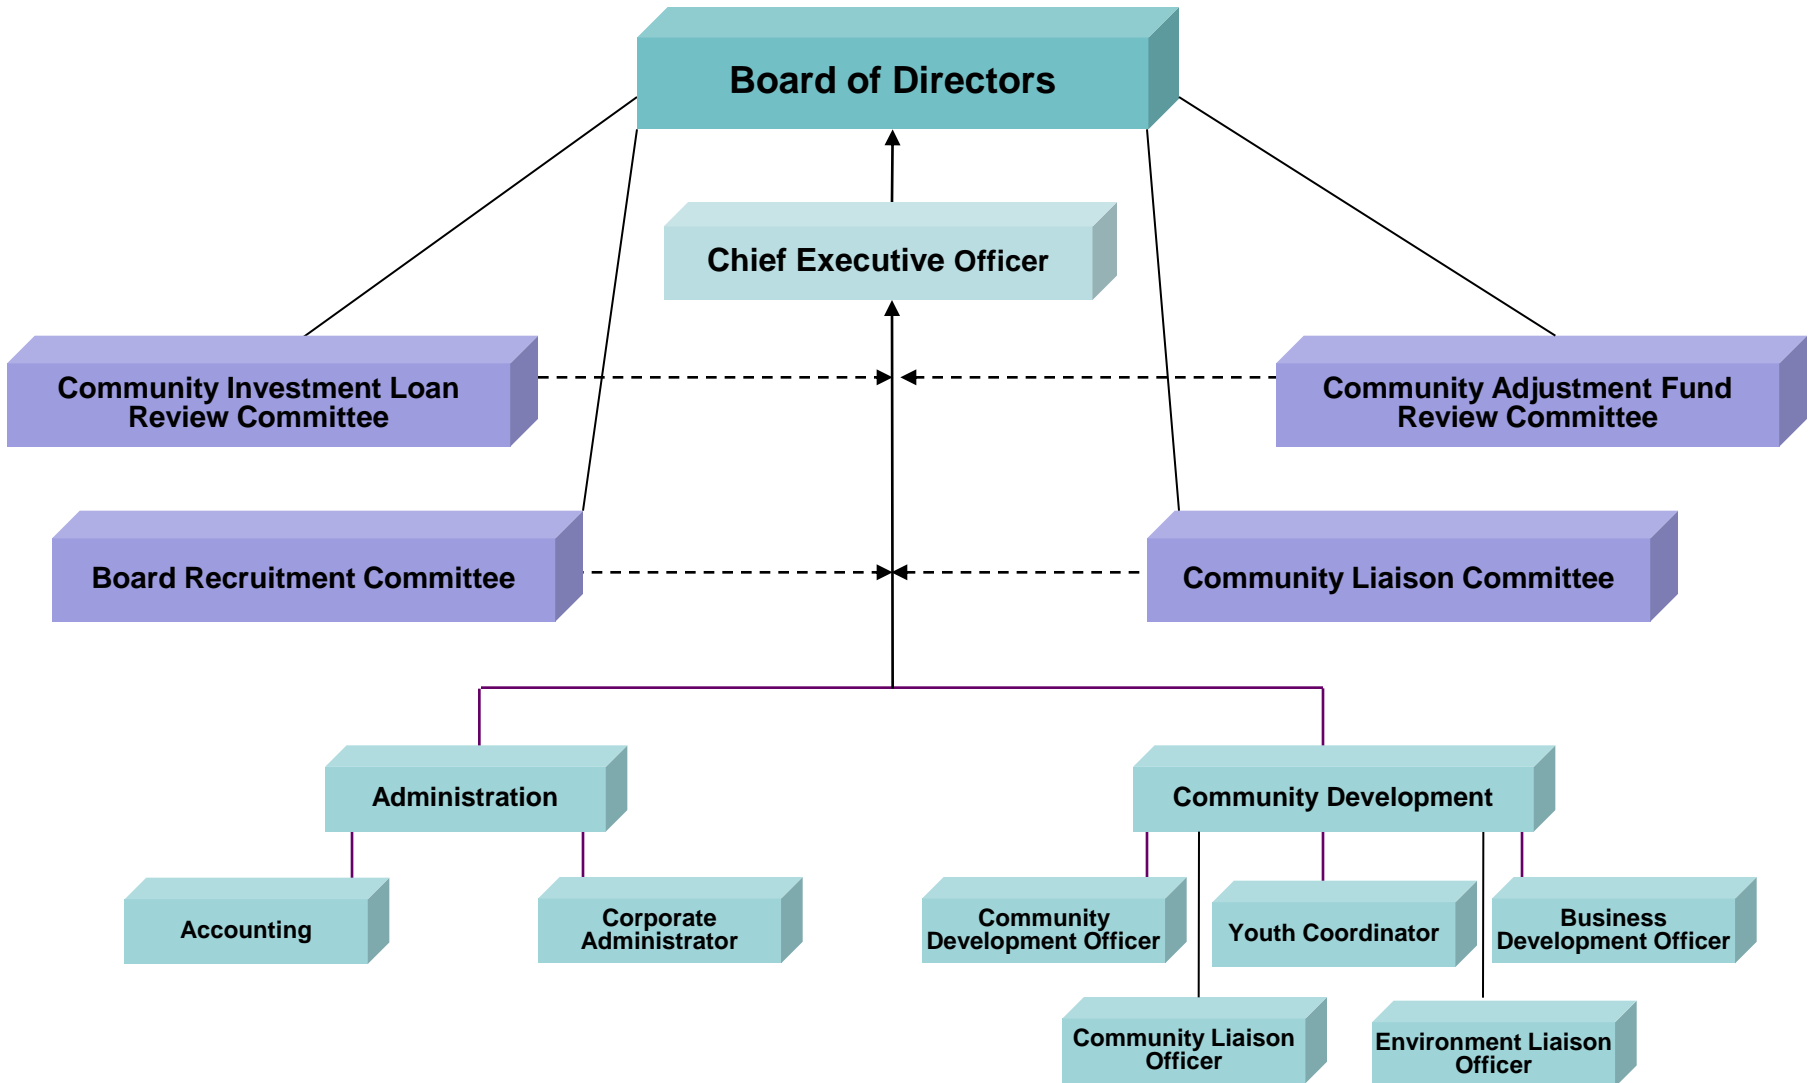 Board of Directors
Chief Executive Officer
Community Investment Loan
Review Committee
Community Adjustment Fund
Review Committee
Board Recruitment Committee
Community Liaison Committee
Administration
Community Development
Accounting
Corporate
Administrator
Community
Development Officer
Youth Coordinator
Business
Development Officer
Community Liaison
Officer
Environment Liaison
Officer